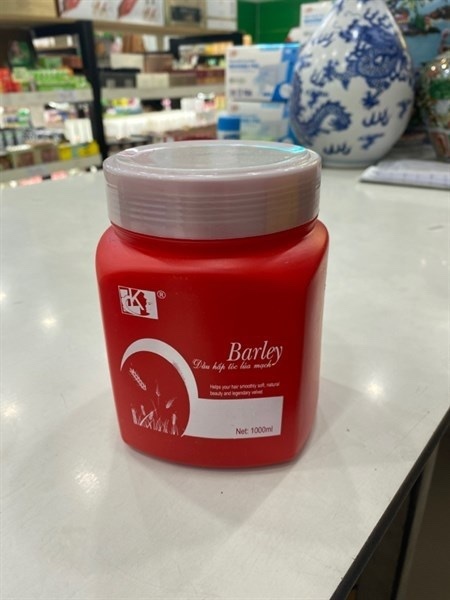 K ®
Barley
Dầu hấp tóc lúa mạch
Helps your hair smoothly soft, natural
beauty and legendary velvet
Net: 1000ml